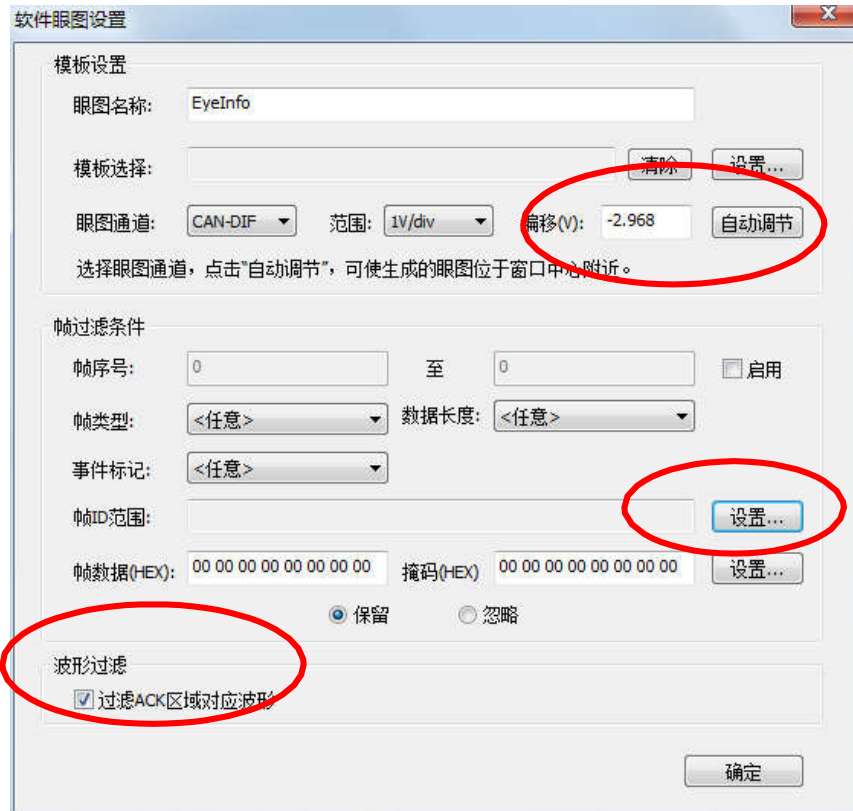 软件眼图设置
x
模板设置
眼图名称: EyeInfo
模板选择: 清除 设置...
眼图通道: CAN-DIF 范围: 1V/div 偏移(V): -2.968 自动调节
选择眼图通道，点击“自动调节”，可使生成的眼图位于窗口中心附近。
帧过滤条件
帧序号: 0 至 0 启用
帧类型: <任意> 数据长度: <任意>
事件标记: <任意>
帧ID范围: 设置...
帧数据(HEX): 00 00 00 00 00 00 00 00 掩码(HEX) 00 00 00 00 00 00 00 00 设置...
保留 忽略
波形过滤
过滤ACK区域对应波形
确定